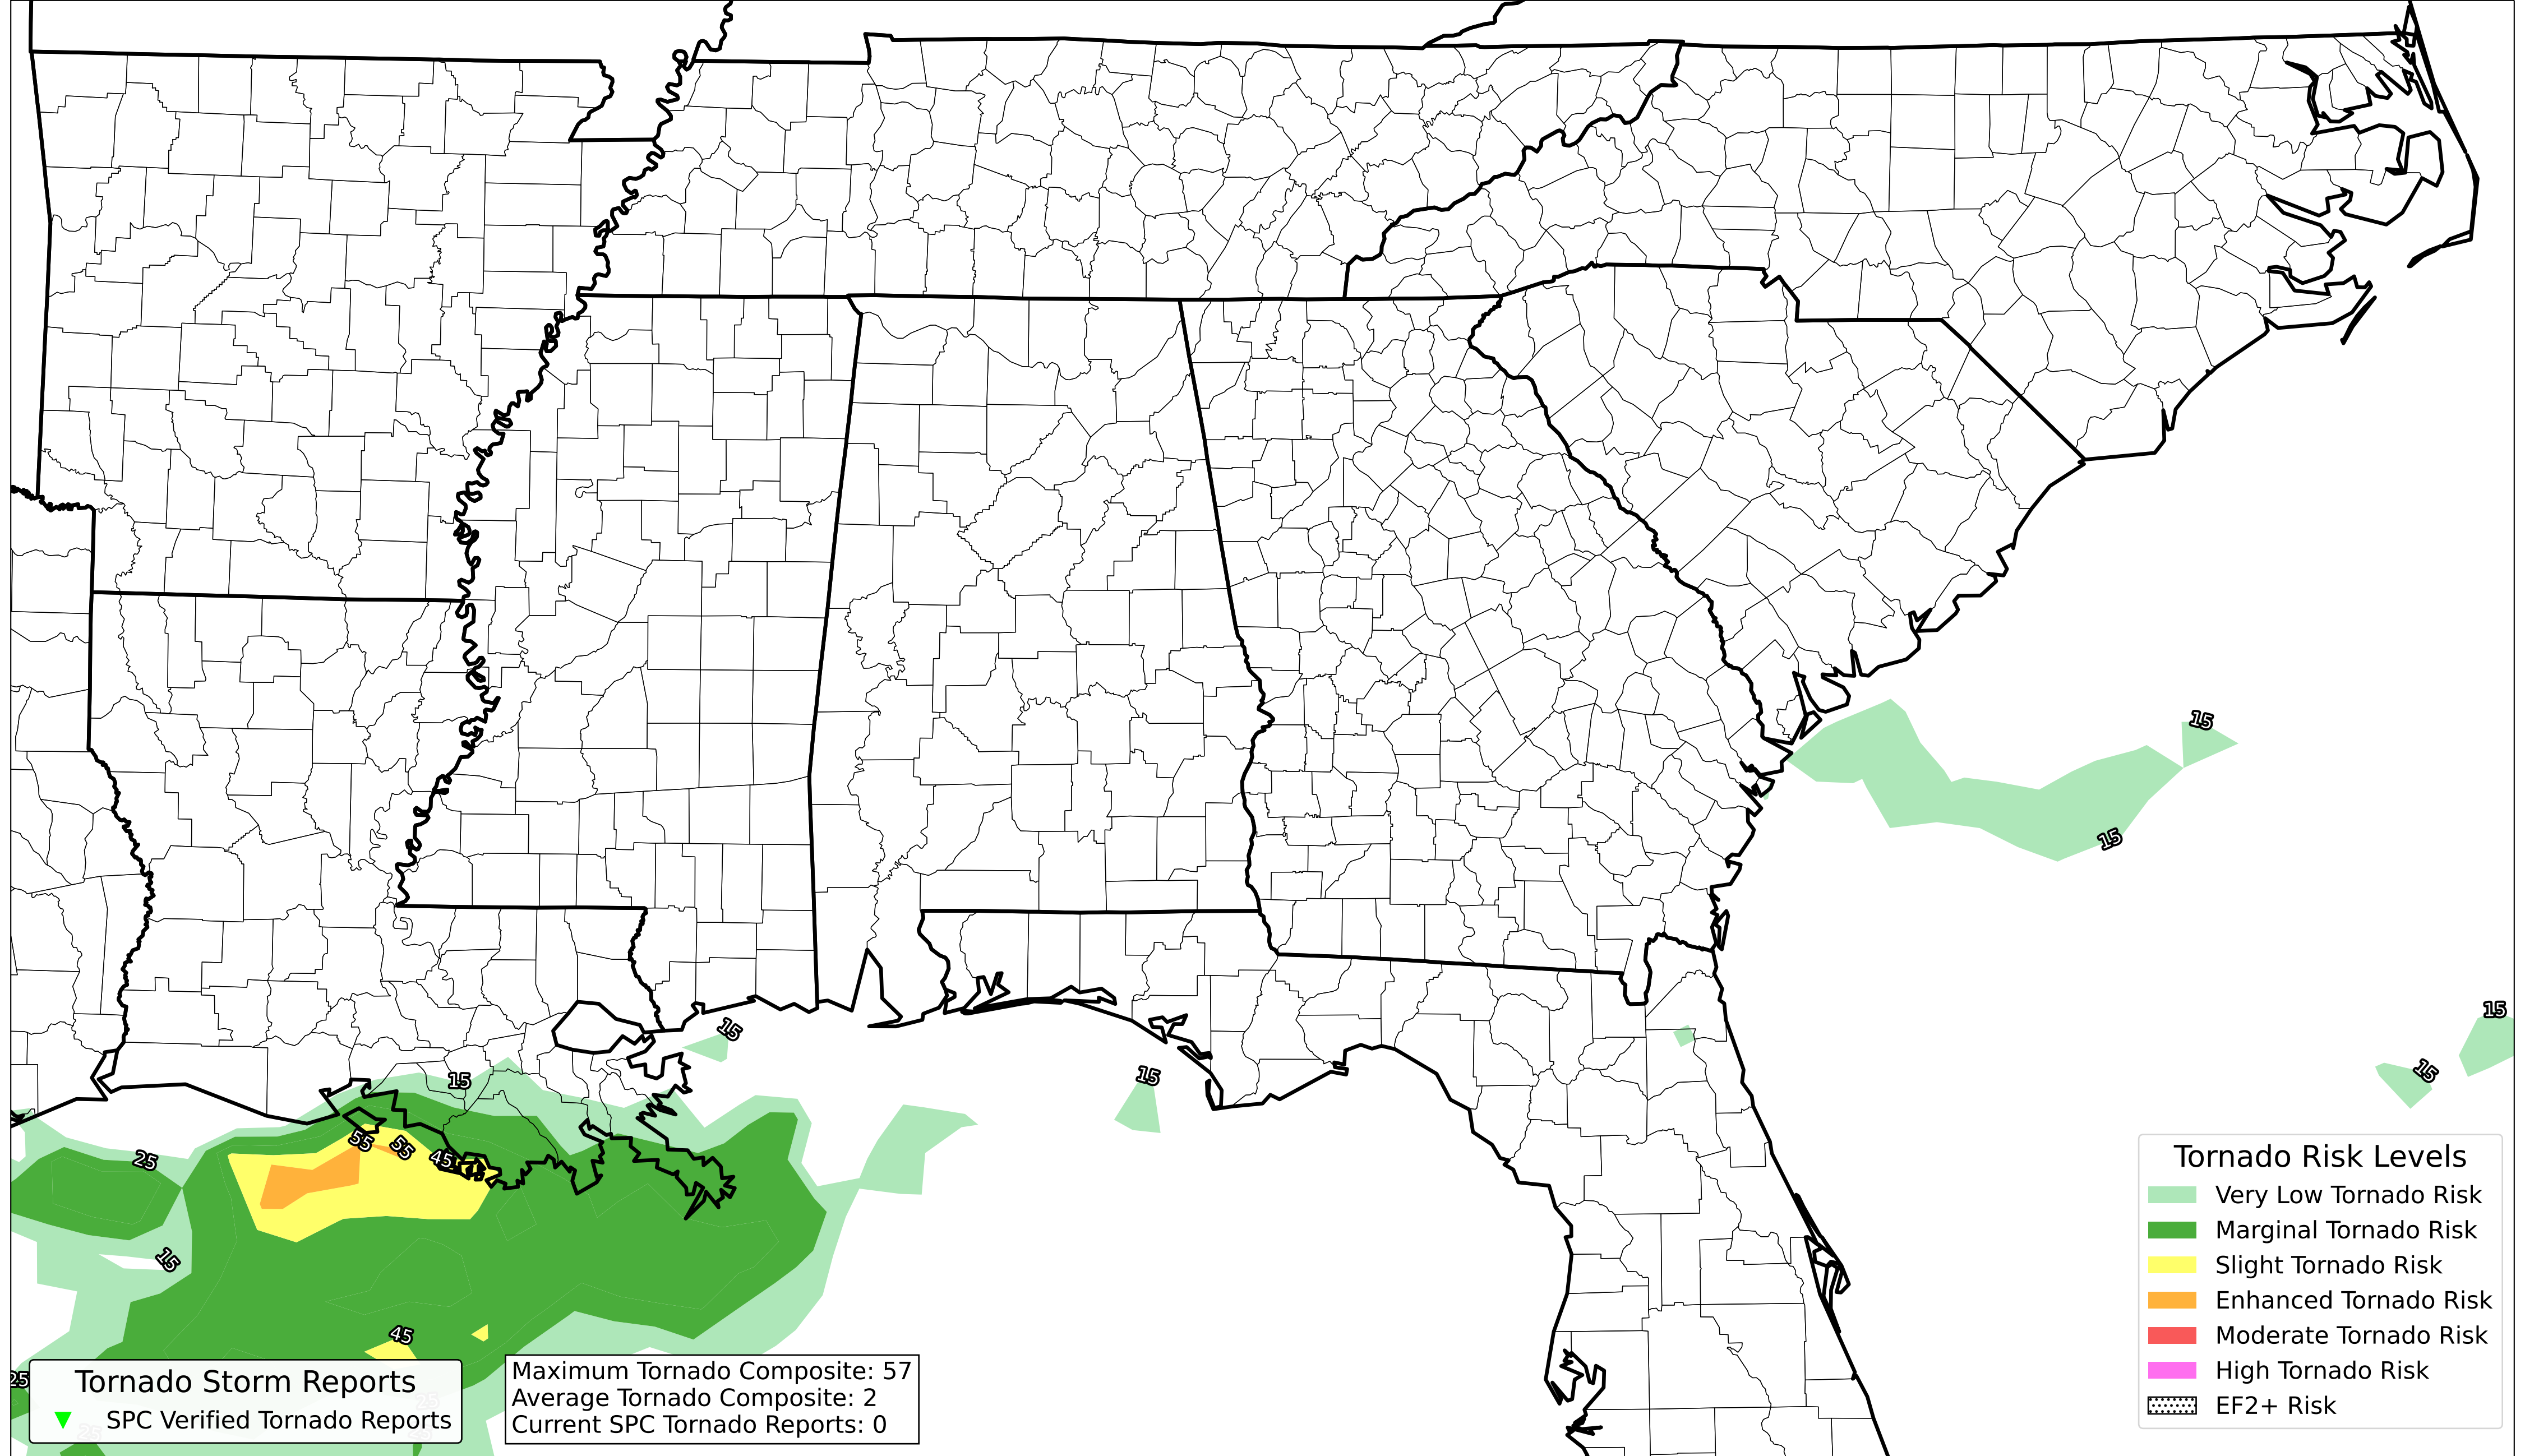 15
15
15
15
15
15
15
15
25
55
55
45
15
45
25
25
25
25
Tornado Storm Reports
SPC Verified Tornado Reports
Maximum Tornado Composite: 57
Average Tornado Composite: 2
Current SPC Tornado Reports: 0
Tornado Risk Levels
Very Low Tornado Risk
Marginal Tornado Risk
Slight Tornado Risk
Enhanced Tornado Risk
Moderate Tornado Risk
High Tornado Risk
EF2+ Risk